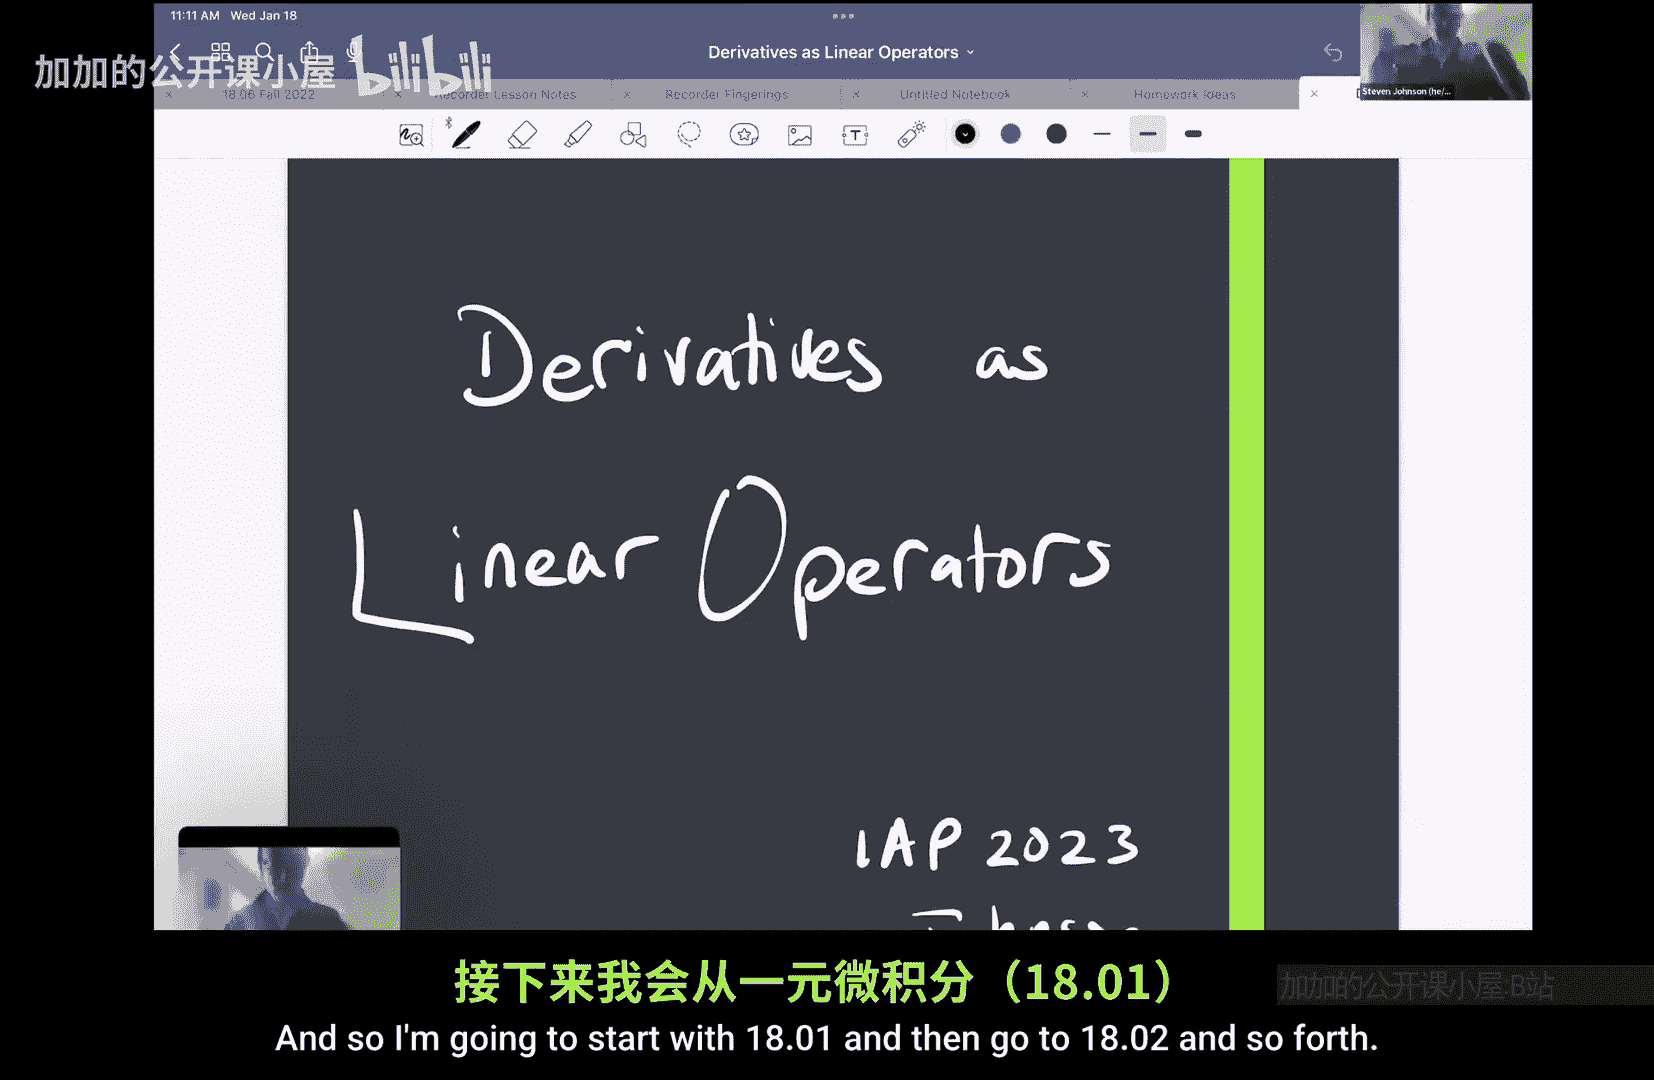 11:11 AM Wed Jan 18
Derivatives as Linear Operators
加加的公开课小屋 bilibili
18.06 Fall 2022
Recorder Lesson Notes
Recorder Fingerings
Untitled Notebook
Homework Ideas
Steven Johnson (he/...
T
Derivatives as
Linear Operators
IAP 2023
接下来我会从一元微积分（18.01）
加加的公开课小屋:B站
And so I'm going to start with 18.01 and then go to 18.02 and so forth.